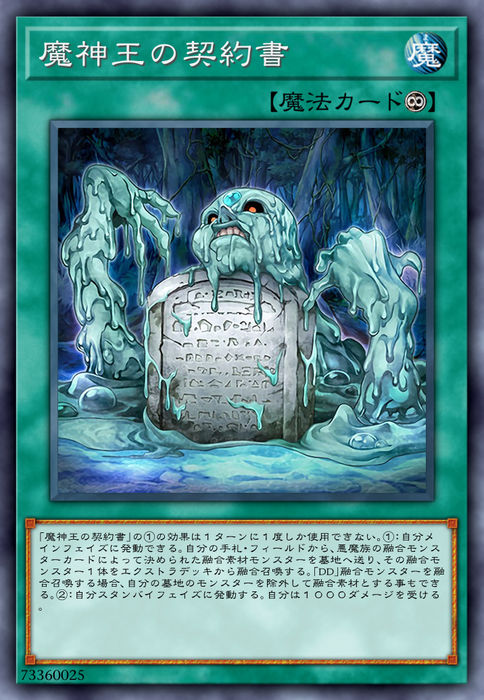 魔神王の契約書
魔
【魔法カード】
「魔神王の契約書」の①の効果は１ターンに１度しか使用できない。①：自分メ
インフェイズに発動できる。自分の手札・フィールドから、悪魔族の融合モンス
ターカードによって決められた融合素材モンスターを墓地へ送り、その融合モ
ンスター１体をエクストラデッキから融合召喚する。「DD」融合モンスターを融
合召喚する場合、自分の墓地のモンスターを除外して融合素材とする事もでき
る。②：自分スタンバイフェイズに発動する。自分は１０００ダメージを受ける
。
73360025